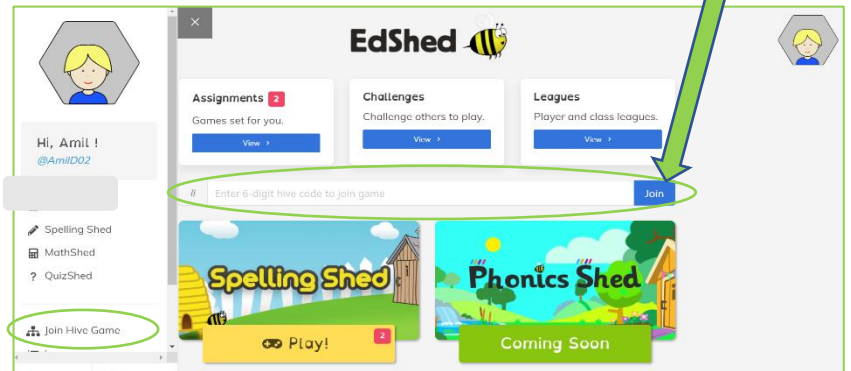 EdShed
Hi, Amil !
@AmilD02
Spelling Shed
MathShed
? QuizShed
Join Hive Game
Assignments 2
Games set for you.
View >
Challenges
Challenge others to play.
View >
Leagues
Player and class leagues.
View >
// Enter 6-digit hive code to join game
Join
Spelling Shed
Play!
2
Phonics Shed
Coming Soon